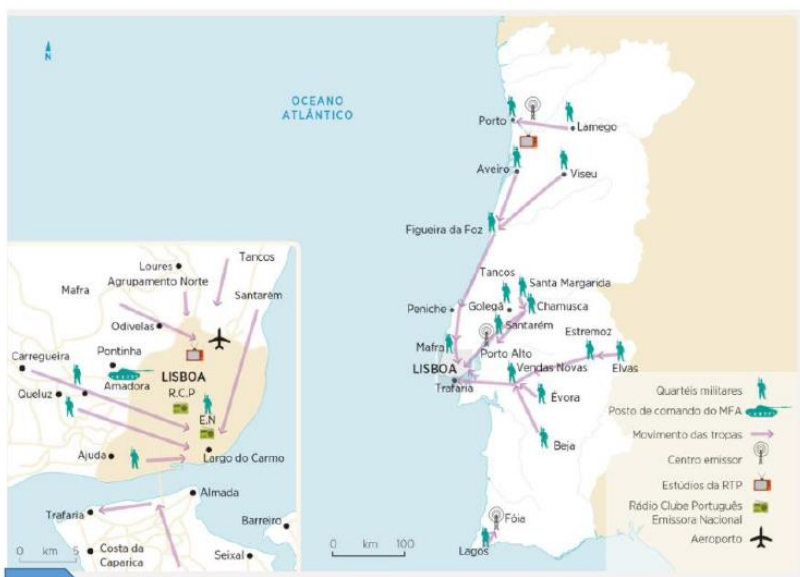 N
OCEANO
ATLÂNTICO
Porto
Lamego
Aveiro
Viseu
Figueira da Foz
Tancos
Santa Margarida
Peniche
Golegã
Chamusca
Santarém
Estremoz
Mafra
Porto Alto
LISBOA
Vendas Novas
Elvas
Trafaria
Évora
Beja
Fóia
Lagos
0 km 100
Loures
Agrupamento Norte
Tancos
Mafra
Santarém
Odivelas
Carregueira
Pontinha
LISBOA
Amadora
R.C.P
Queluz
E.N
Ajuda
Largo do Carmo
Almada
Trafaria
Barreiro
Costa da
Caparica
Seixal
0 km 5
Quartéis militares
Posto de comando do MFA
Movimento das tropas
Centro emissor
Estúdios da RTP
Rádio Clube Português
Emissora Nacional
Aeroporto